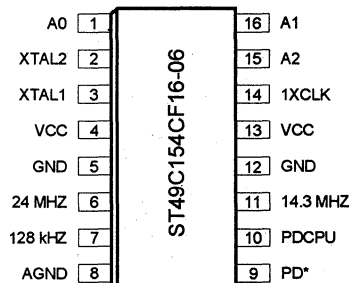 A0 1 16 A1
XTAL2 2 15 A2
XTAL1 3 14 1XCLK
VCC 4 13 VCC
GND 5 12 GND
24 MHZ 6 11 14.3 MHZ
128 kHZ 7 10 PDCPU
AGND 8 9 PD*
ST49C154CF16-06